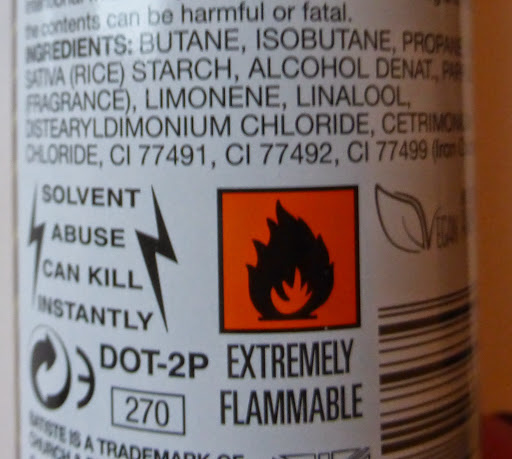 the contents can be harmful or fatal.
INGREDIENTS: BUTANE, ISOBUTANE, PROPANE
SATIVA (RICE) STARCH, ALCOHOL DENAT.,
(FRAGRANCE), LIMONENE, LINALOOL,
DISTEARYLDIMONIUM CHLORIDE,
CHLORIDE, CI 77491, CI 77492, CI 77499 (Iron
SOLVENT
ABUSE
CAN KILL
INSTANTLY
VEGAN
DOT-2P
270
EXTREMELY
FLAMMABLE
IS A TRADEMARK OF